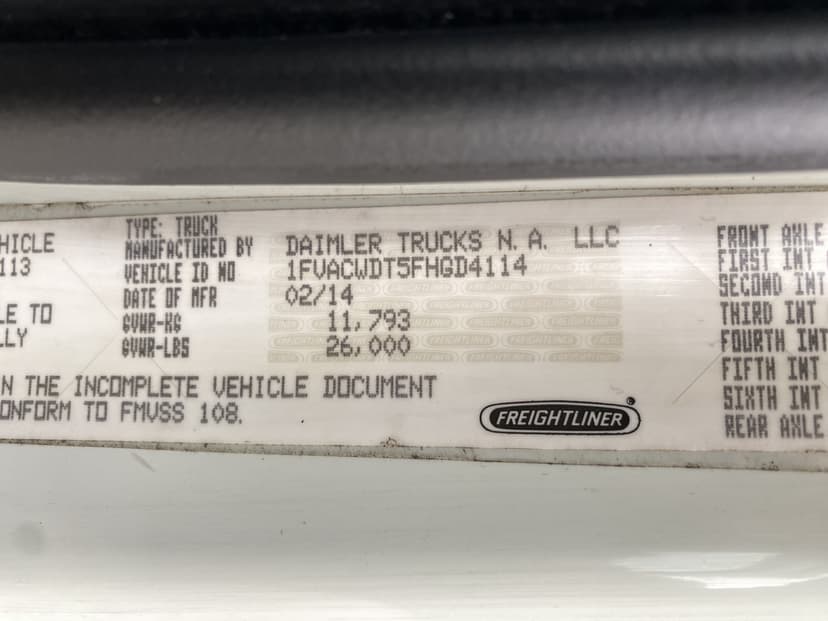 TYPE: TRUCK
HICLE MANUFACTURED BY DAIMLER TRUCKS N.A. LLC
113 VEHICLE ID NO 1FVACWDT5FHGD4114
DATE OF MFR 02/14
LE TO GVWR-KG 11,793
LLY GVWR-LBS 26,000
N THE INCOMPLETE VEHICLE DOCUMENT
ONFORM TO FMVSS 108.
FREIGHTLINER
FRONT AXLE
FIRST INT
SECOND INT
THIRD INT
FOURTH INT
FIFTH INT
SIXTH INT
REAR AXLE